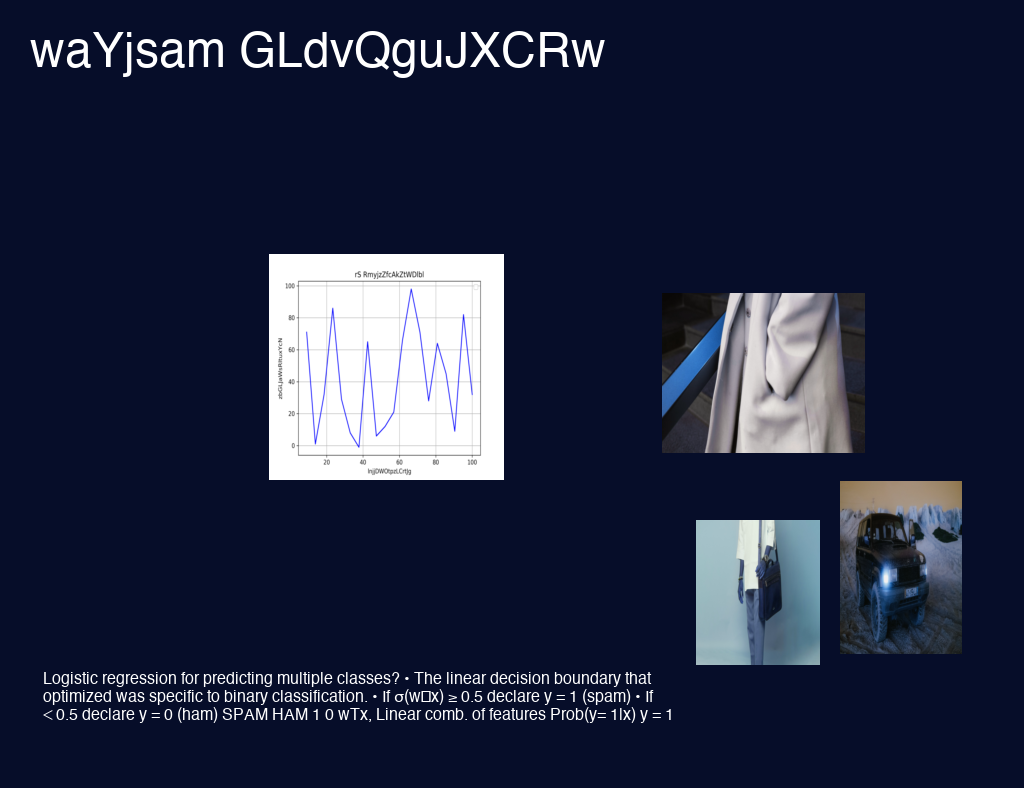 waYjsam GLdvQguJXCRw
rS RmyjzZfcAkZtWDlbl
100
80
60
40
20
0
20 40 60 80 100
Logistic regression for predicting multiple classes? • The linear decision boundary that
optimized was specific to binary classification. • If σ(w□x) ≥ 0.5 declare y = 1 (spam) • If
< 0.5 declare y = 0 (ham) SPAM HAM 1 0 wTx, Linear comb. of features Prob(y= 1|x) y = 1